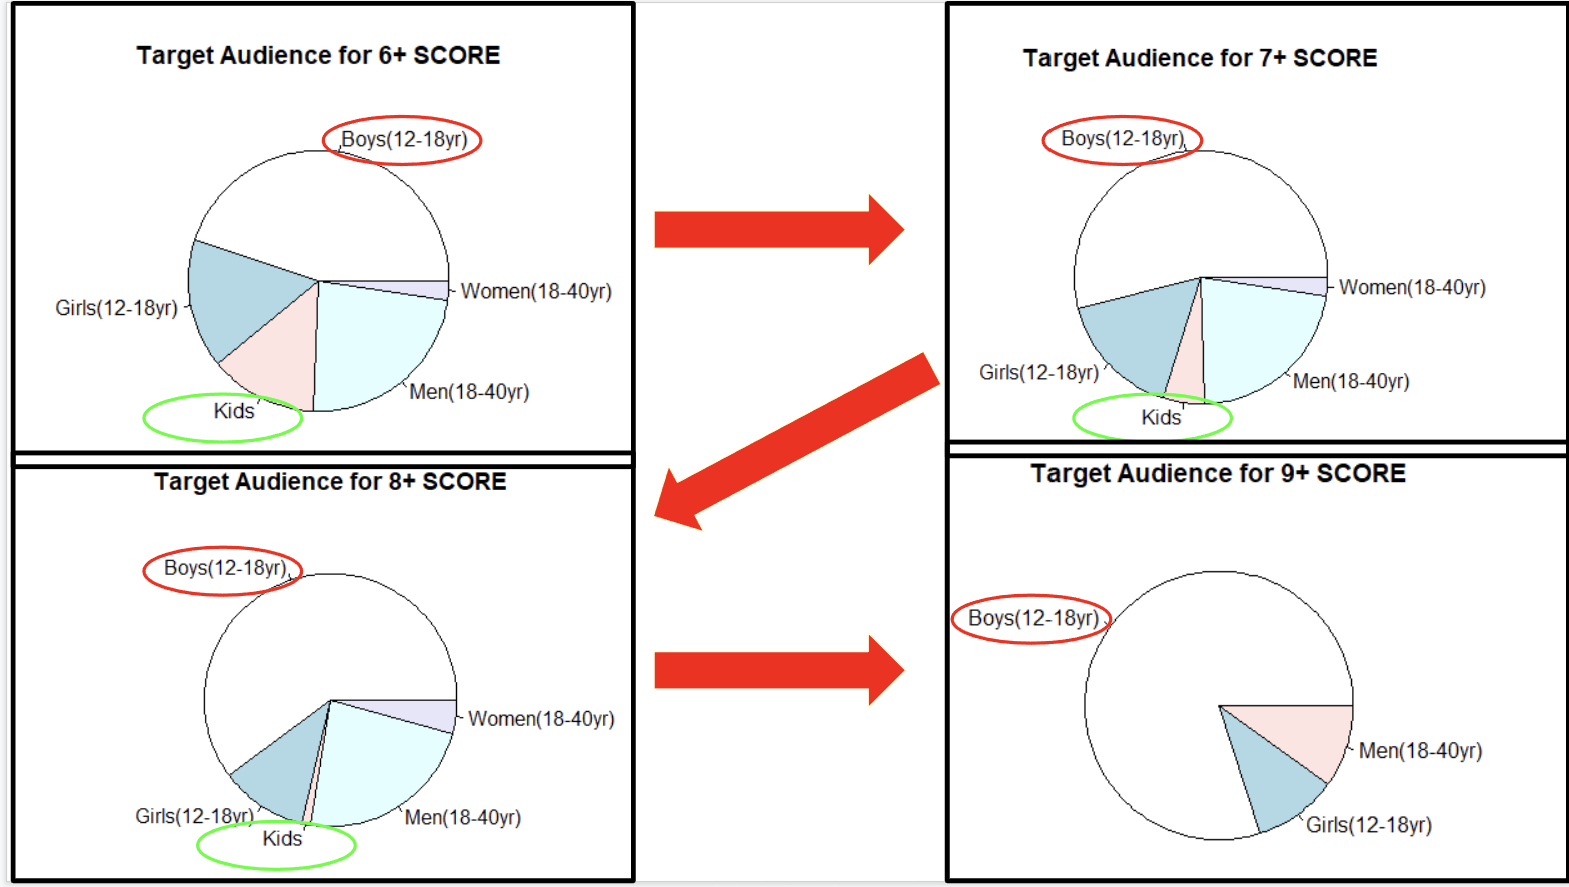 Target Audience for 6+ SCORE
Boys(12-18yr)
Women(18-40yr)
Girls(12-18yr)
Men(18-40yr)
Kids
Target Audience for 7+ SCORE
Boys(12-18yr)
Women(18-40yr)
Girls(12-18yr)
Men(18-40yr)
Kids
Target Audience for 8+ SCORE
Boys(12-18yr)
Women(18-40yr)
Girls(12-18yr)
Men(18-40yr)
Kids
Target Audience for 9+ SCORE
Boys(12-18yr)
Men(18-40yr)
Girls(12-18yr)